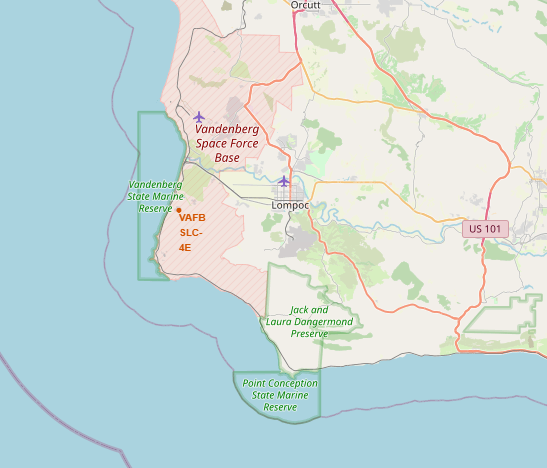 Orcutt
Vandenberg
Space Force
Base
Vandenberg
State Marine
Reserve
VAFB
SLC-
4E
Lompoc
US 101
Jack and
Laura Dangermond
Preserve
Point Conception
State Marine
Reserve